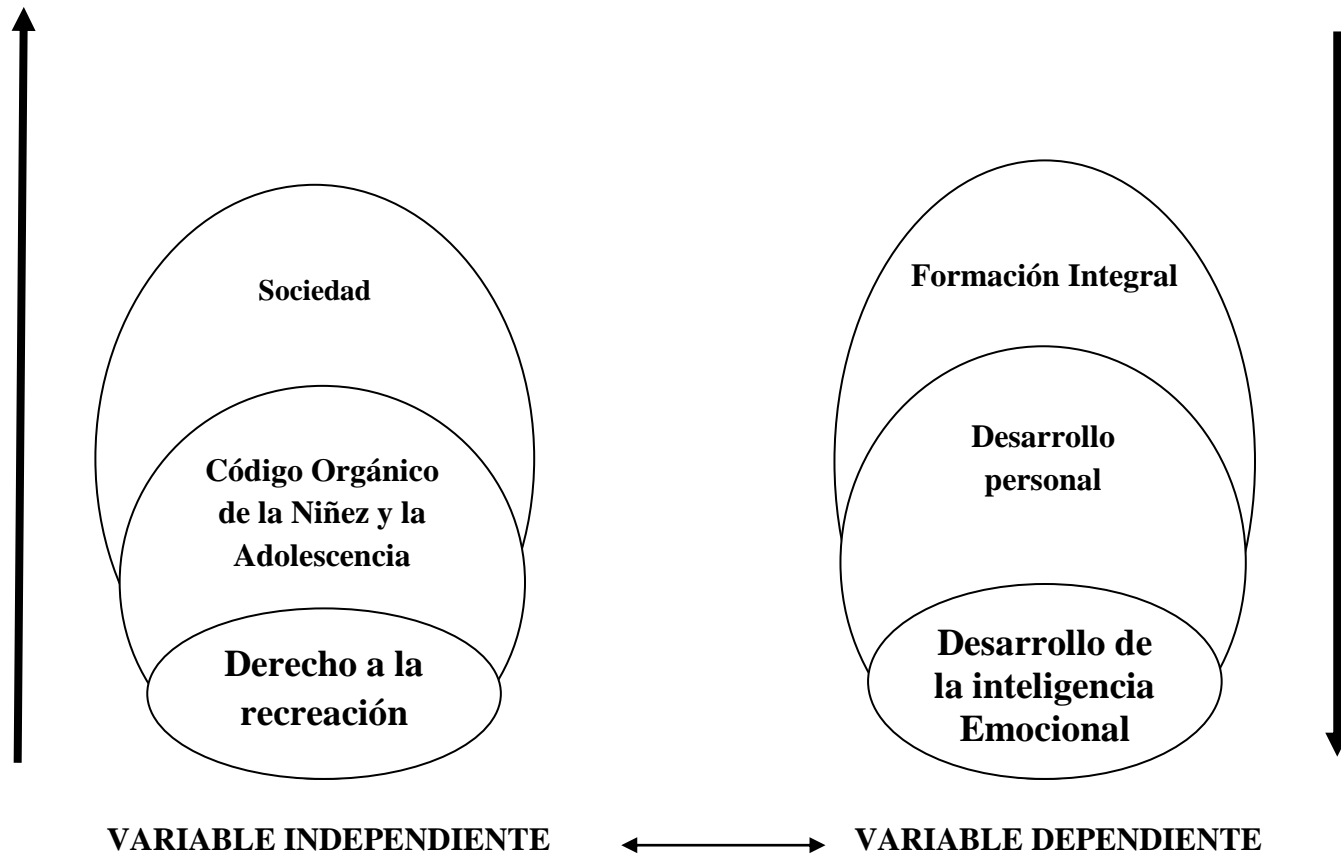 Sociedad
Código Orgánico
de la Niñez y la
Adolescencia
Derecho a la
recreación
VARIABLE INDEPENDIENTE
Formación Integral
Desarrollo
personal
Desarrollo de
la inteligencia
Emocional
VARIABLE DEPENDIENTE